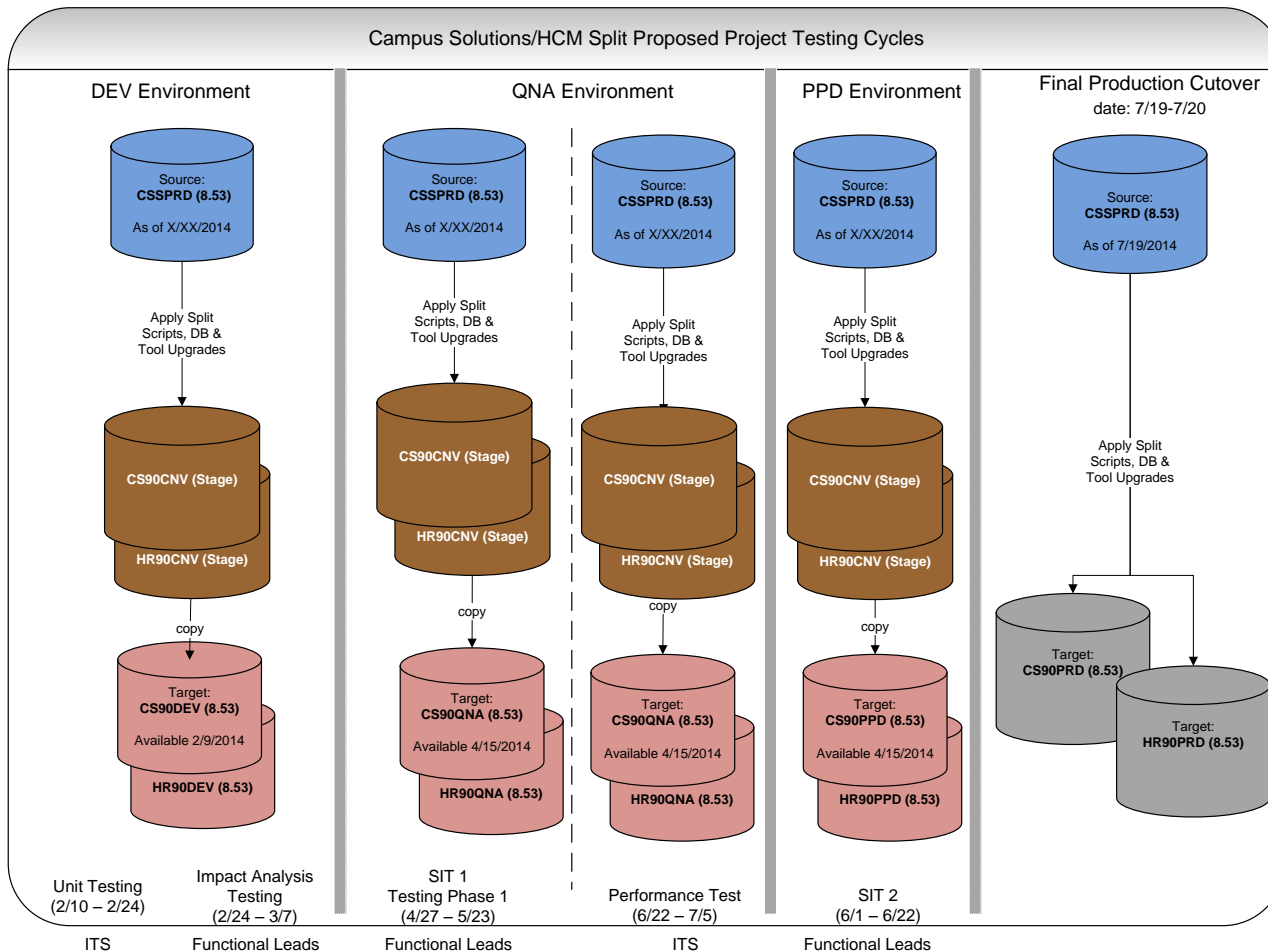 Campus Solutions/HCM Split Proposed Project Testing Cycles
DEV Environment
Source:
CSSPRD (8.53)
As of X/XX/2014
Apply Split
Scripts, DB &
Tool Upgrades
CS90CNV (Stage)
HR90CNV (Stage)
copy
Target:
CS90DEV (8.53)
Available 2/9/2014
HR90DEV (8.53)
Unit Testing
(2/10 – 2/24)
ITS
Impact Analysis
Testing
(2/24 – 3/7)
Functional Leads
QNA Environment
Source:
CSSPRD (8.53)
As of X/XX/2014
Apply Split
Scripts, DB &
Tool Upgrades
CS90CNV (Stage)
HR90CNV (Stage)
copy
Target:
CS90QNA (8.53)
Available 4/15/2014
HR90QNA (8.53)
SIT 1
Testing Phase 1
(4/27 – 5/23)
Functional Leads
Source:
CSSPRD (8.53)
As of X/XX/2014
Apply Split
Scripts, DB &
Tool Upgrades
CS90CNV (Stage)
HR90CNV (Stage)
copy
Target:
CS90QNA (8.53)
Available 4/15/2014
HR90QNA (8.53)
Performance Test
(6/22 – 7/5)
ITS
PPD Environment
Source:
CSSPRD (8.53)
As of X/XX/2014
Apply Split
Scripts, DB &
Tool Upgrades
CS90CNV (Stage)
HR90CNV (Stage)
copy
Target:
CS90PPD (8.53)
Available 4/15/2014
HR90PPD (8.53)
SIT 2
(6/1 – 6/22)
Functional Leads
Final Production Cutover
date: 7/19-7/20
Source:
CSSPRD (8.53)
As of 7/19/2014
Apply Split
Scripts, DB &
Tool Upgrades
Target:
CS90PRD (8.53)
Target:
HR90PRD (8.53)